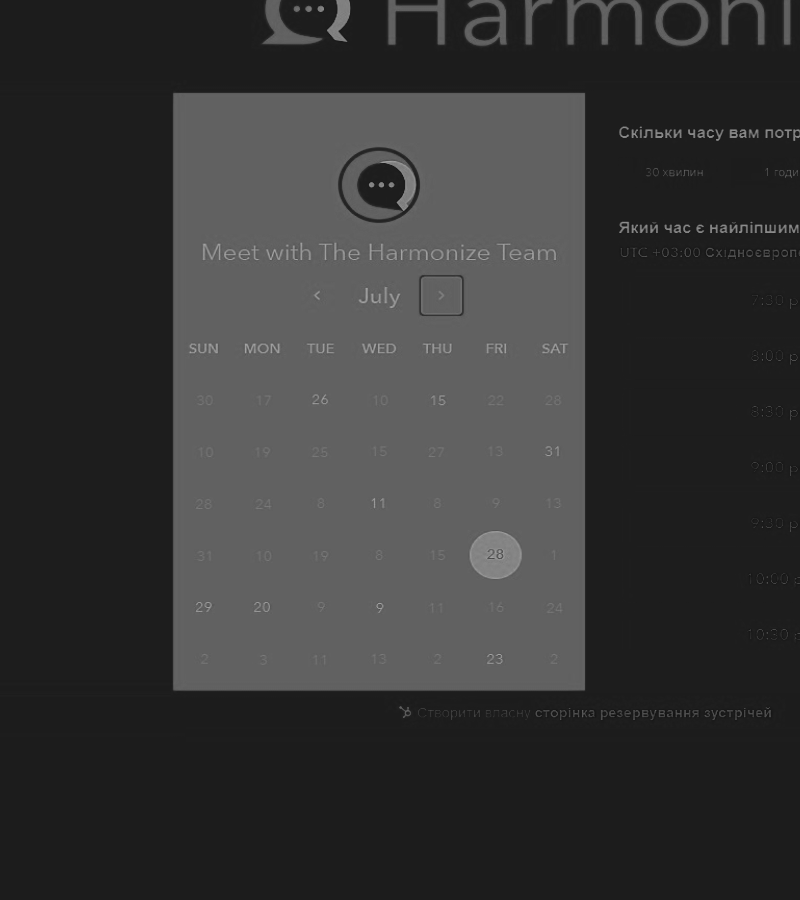 Harmoni
Meet with The Harmonize Team
July
SUN MON TUE WED THU FRI SAT
30 17 26 10 15 22 28
10 19 25 15 27 13 31
28 24 8 11 8 9 13
31 10 19 8 15 28 1
29 20 9 9 11 16 24
2 3 11 13 2 23 2
Скільки часу вам потр
30 хвилин 1 годи
Який час є найліпшим
UTC +03:00 Східноєвропе
7:30 p
8:00 p
8:30 p
9:00 p
9:30 p
10:00 p
10:30 p
Створити власну сторінка резервування зустрічей